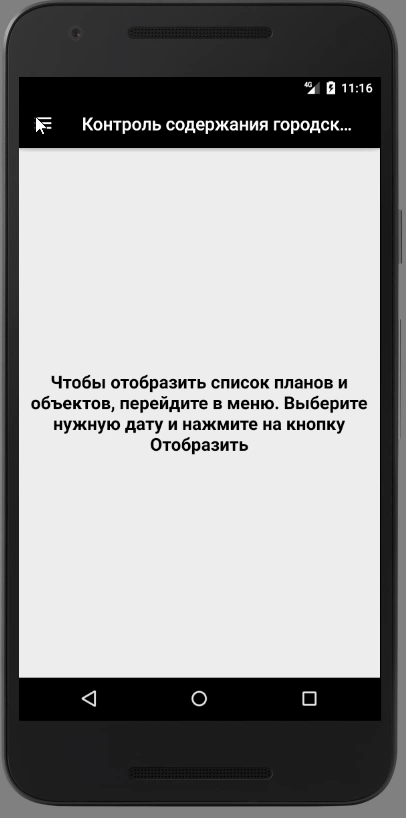 4G 11:16
Контроль содержания городск...
Чтобы отобразить список планов и
объектов, перейдите в меню. Выберите
нужную дату и нажмите на кнопку
Отобразить